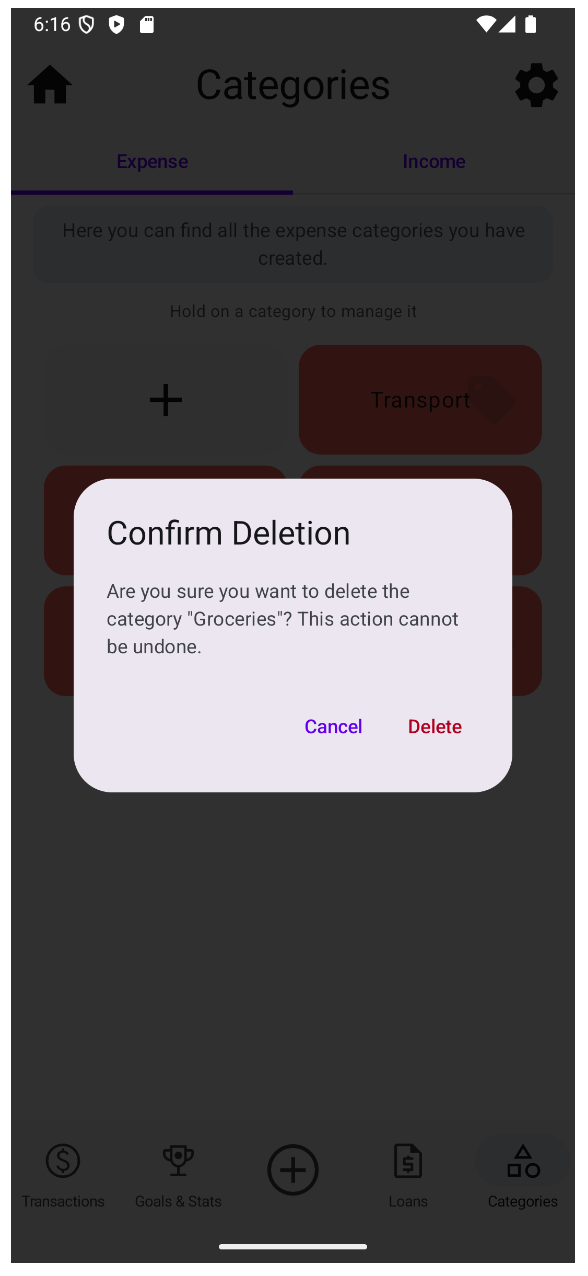 6:16
Categories
Expense
Income
Here you can find all the expense categories you have
created.
Hold on a category to manage it
Transport
Confirm Deletion
Are you sure you want to delete the
category "Groceries"? This action cannot
be undone.
Cancel
Delete
Transactions
Goals & Stats
Loans
Categories